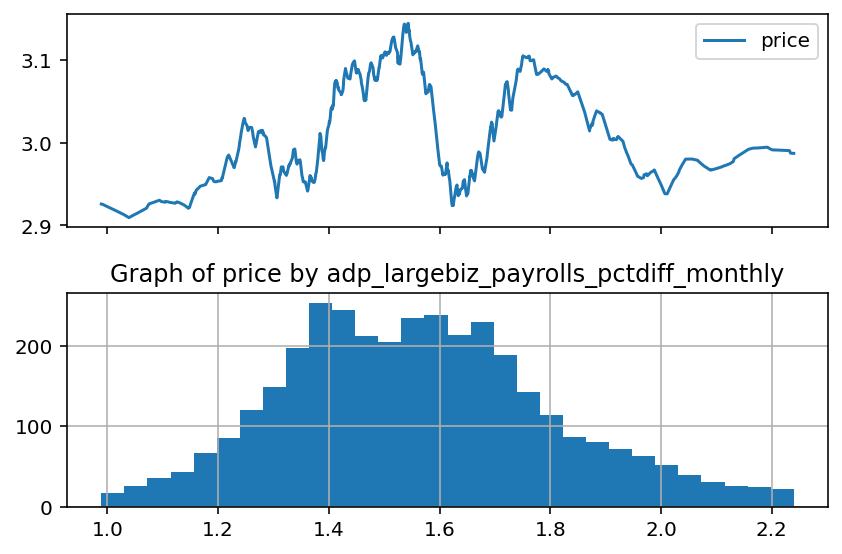 price
3.1
3.0
2.9
Graph of price by adp_largebiz_payrolls_pctdiff_monthly
200
100
0
1.0 1.2 1.4 1.6 1.8 2.0 2.2